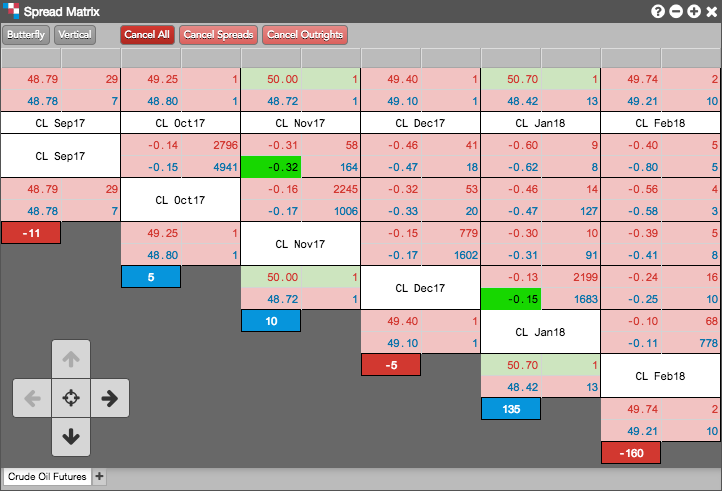 Spread Matrix
Butterfly Vertical Cancel All Cancel Spreads Cancel Outrights
48.79 29 49.25 1 50.00 1 49.40 1 50.70 1 49.74 2
48.78 7 48.80 1 48.72 1 49.10 1 48.42 13 49.21 10
CL Sep17 CL Oct17 CL Nov17 CL Dec17 CL Jan18 CL Feb18
-0.14 2796 -0.31 58 -0.46 41 -0.60 9 -0.40 5
CL Sep17
-0.15 4941 -0.32 164 -0.47 18 -0.62 8 -0.80 5
48.79 29 -0.16 2245 -0.32 53 -0.46 14 -0.56 4
CL Oct17
48.78 7 -0.17 1006 -0.33 20 -0.47 127 -0.58 3
-11 49.25 1 -0.15 779 -0.30 10 -0.39 5
CL Nov17
48.80 1 -0.17 1602 -0.31 91 -0.41 8
5 50.00 1 -0.13 2199 -0.24 16
CL Dec17
48.72 1 -0.15 1683 -0.25 10
10 49.40 1 -0.10 68
CL Jan18
49.10 1 -0.11 778
-5 50.70 1
CL Feb18
48.42 13
135 49.74 2
49.21 10
-160
Crude Oil Futures +